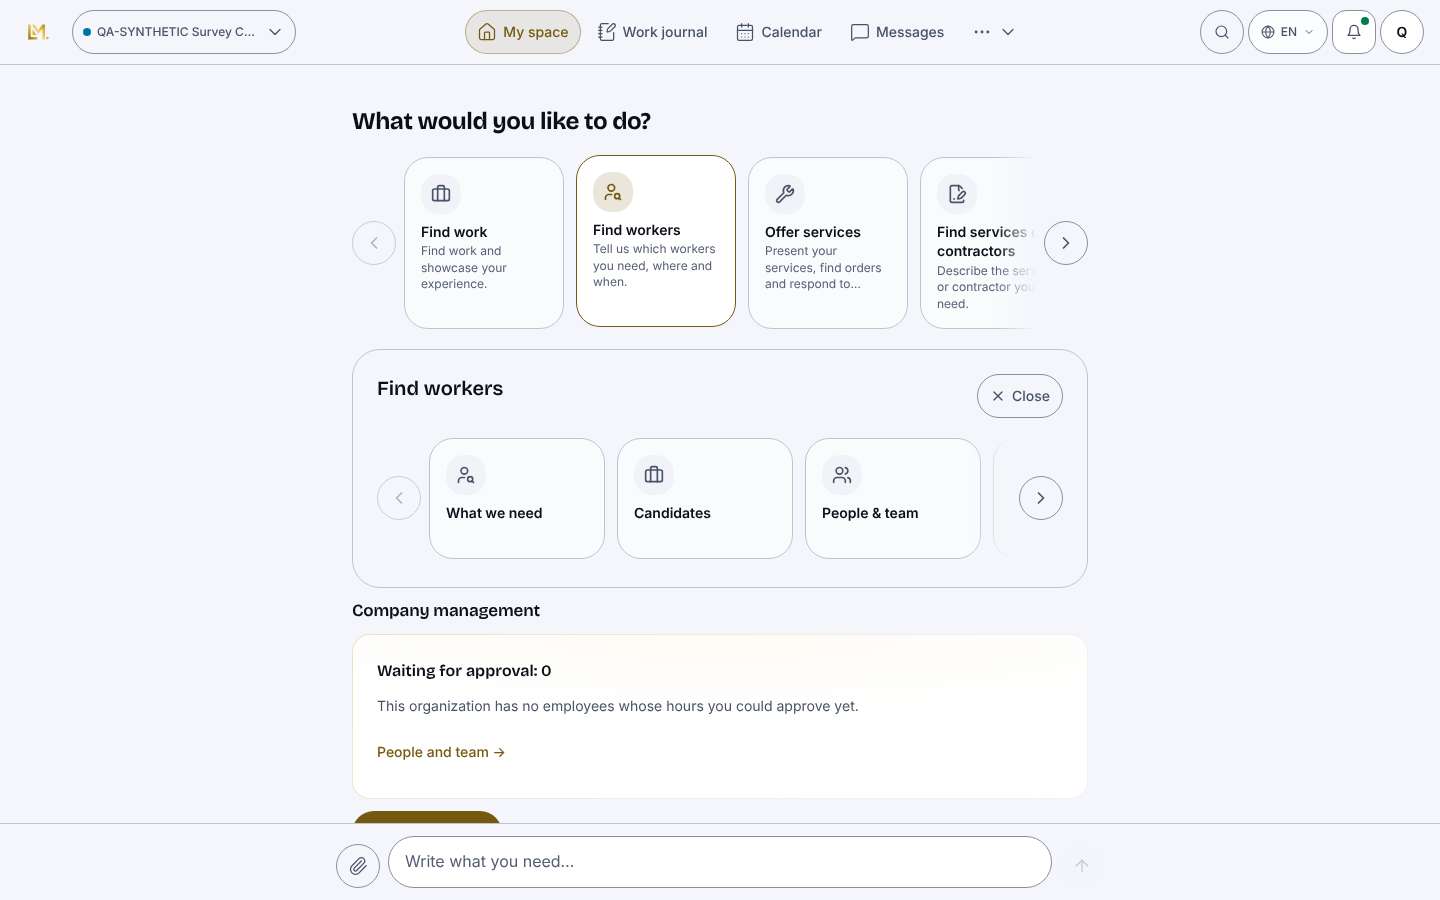 LM.
QA-SYNTHETIC Survey C...
My space
Work journal
Calendar
Messages
EN
Q
What would you like to do?
Find work
Find work and
showcase your
experience.
Find workers
Tell us which workers
you need, where and
when.
Offer services
Present your
services, find orders
and respond to...
Find services
contractors
Describe the
or contractor you
need.
Find workers
Close
What we need
Candidates
People & team
Company management
Waiting for approval: 0
This organization has no employees whose hours you could approve yet.
People and team →
Write what you need...